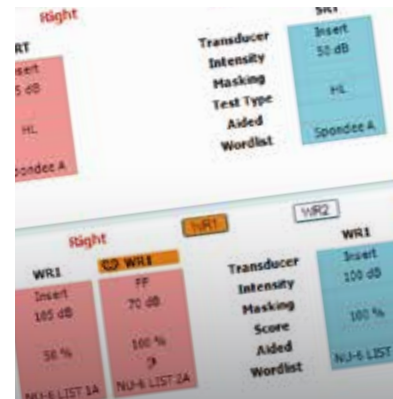 Right
SRT
RT
Insert
Transducer
Insert
5 dB
Intensity
50 dB
Masking
HL
Test Type
HL
Aided
Spondee A
Wordlist
Spondee A
Right
WR1
WR2
WR1
WR1
WR1
Insert
FF
Transducer
Insert
105 dB
70 dB
Intensity
100 dB
Masking
58 %
100 %
Score
100 %
Aided
NU-6 LIST 1A
NU-6 LIST 2A
Wordlist
NU-6 LIST